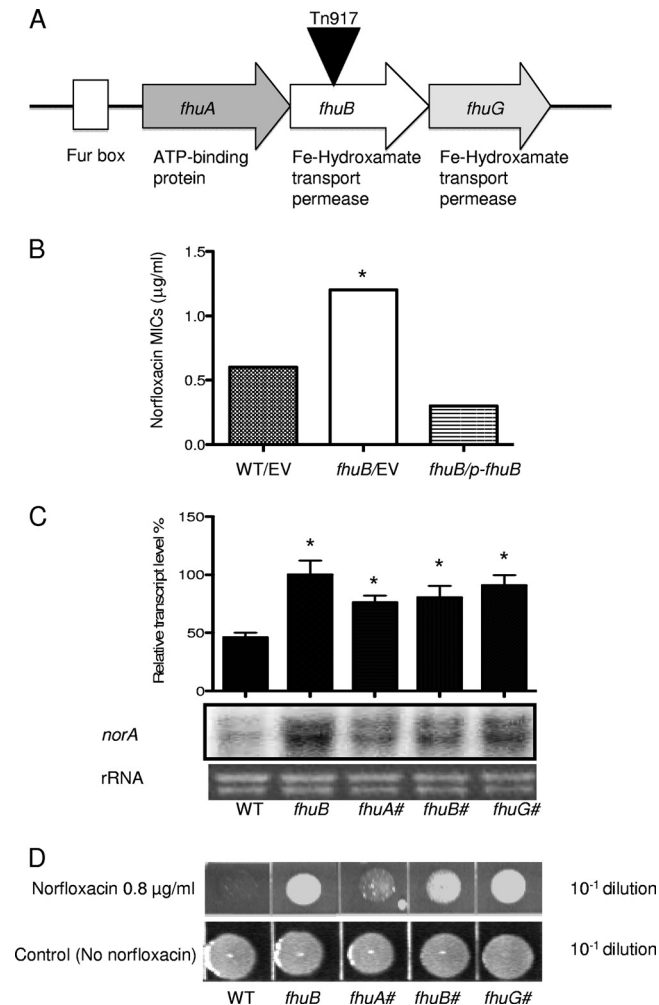 A
Tn917
fhuA
fhuB
fhuG
Fur box
ATP-binding
protein
Fe-Hydroxamate
transport
permease
Fe-Hydroxamate
transport
permease
B
Norfloxacin MICs (µg/ml)
1.5
1.0
0.5
0.0
*
WT/EV
fhuB/EV
fhuB/p-fhuB
C
Relative transcript level %
150
100
50
0
* * * *
norA
rRNA
WT fhuB fhuA# fhuB# fhuG#
D
Norfloxacin 0.8 µg/ml
10-1 dilution
Control (No norfloxacin)
10-1 dilution
WT fhuB fhuA# fhuB# fhuG#